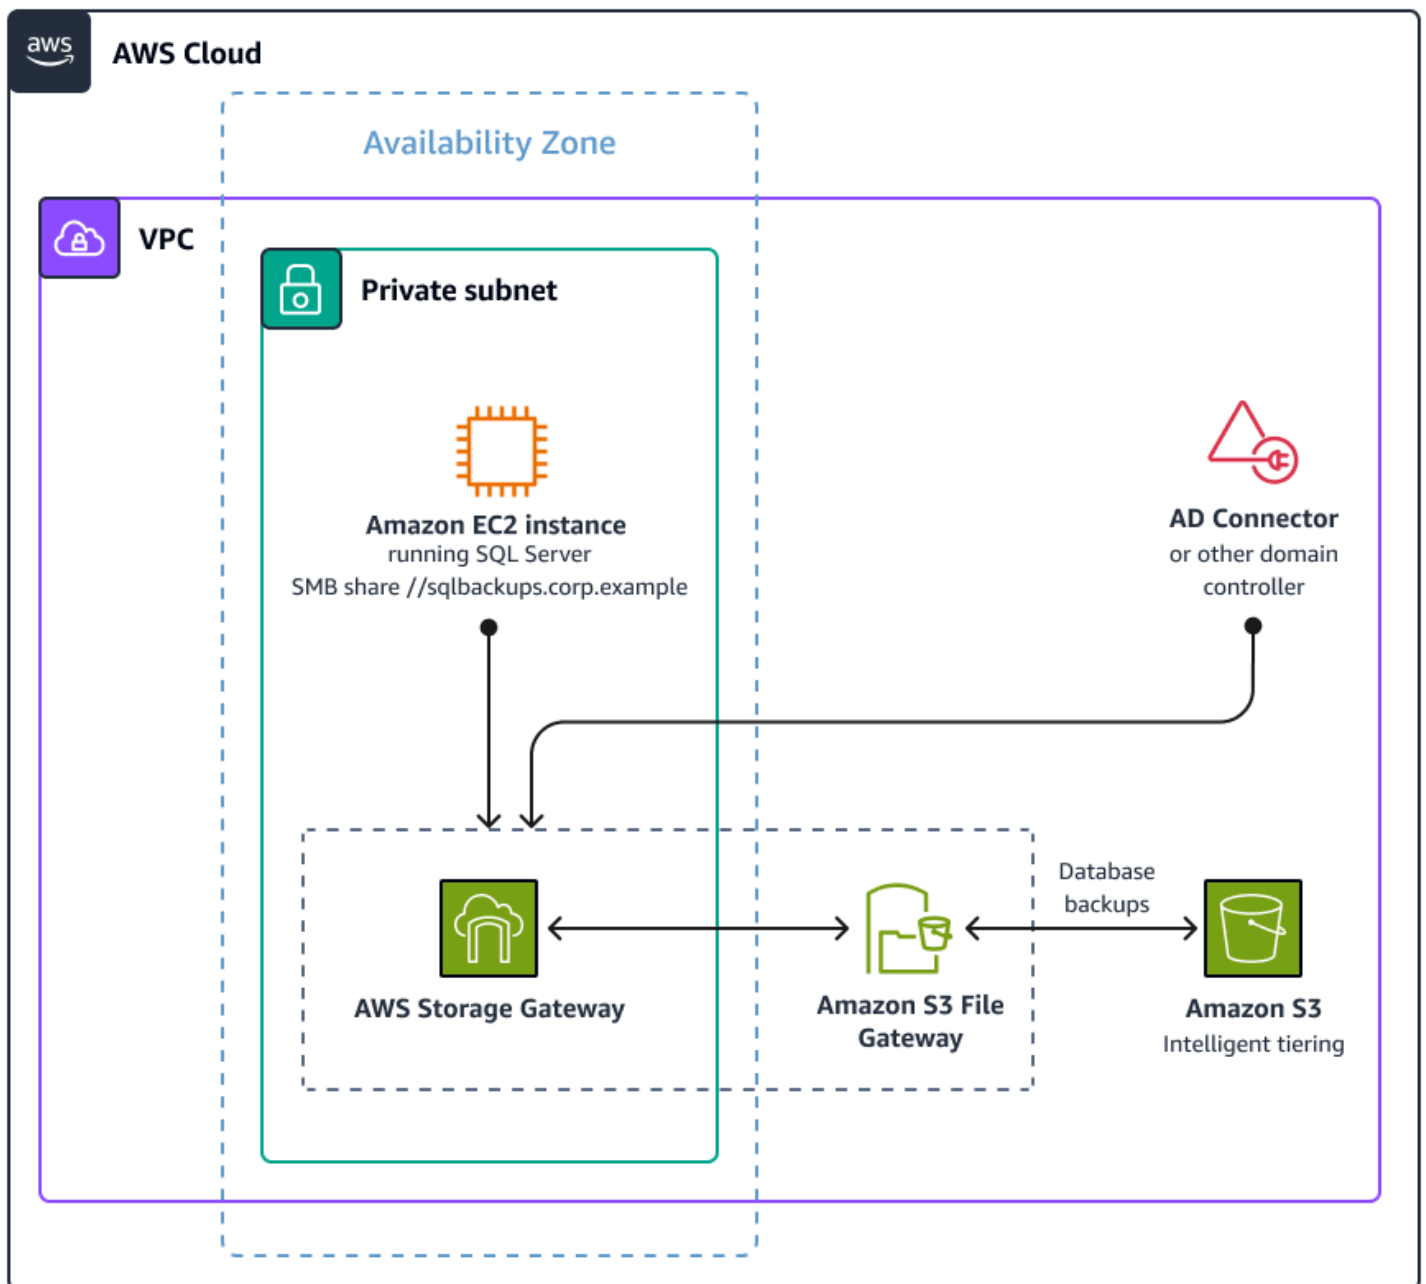 aws
AWS Cloud
Availability Zone
VPC
Private subnet
Amazon EC2 instance
running SQL Server
SMB share //sqlbackups.corp.example
AD Connector
or other domain
controller
Database
backups
AWS Storage Gateway
Amazon S3 File
Gateway
Amazon S3
Intelligent tiering